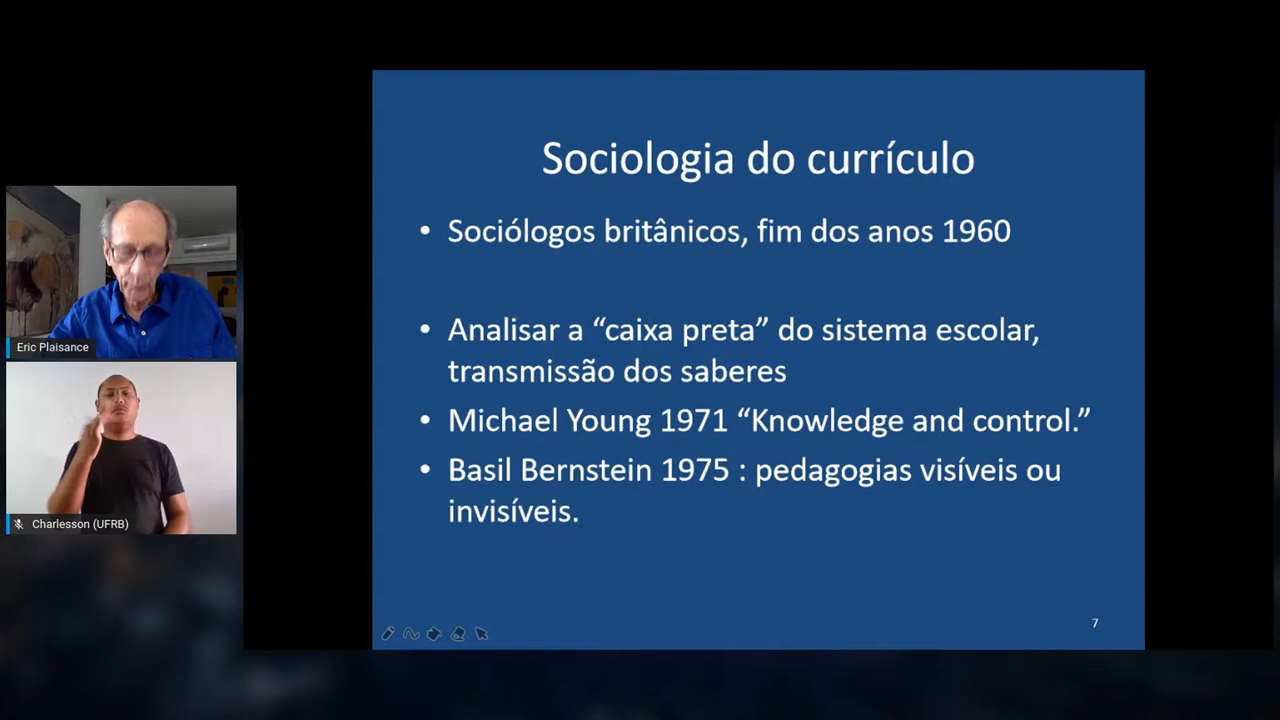 Sociologia do currículo
• Sociólogos britânicos, fim dos anos 1960
• Analisar a “caixa preta” do sistema escolar,
transmissão dos saberes
• Michael Young 1971 “Knowledge and control.”
• Basil Bernstein 1975 : pedagogias visíveis ou
invisíveis.
7
Eric Plaisance
Charlesson (UFRB)